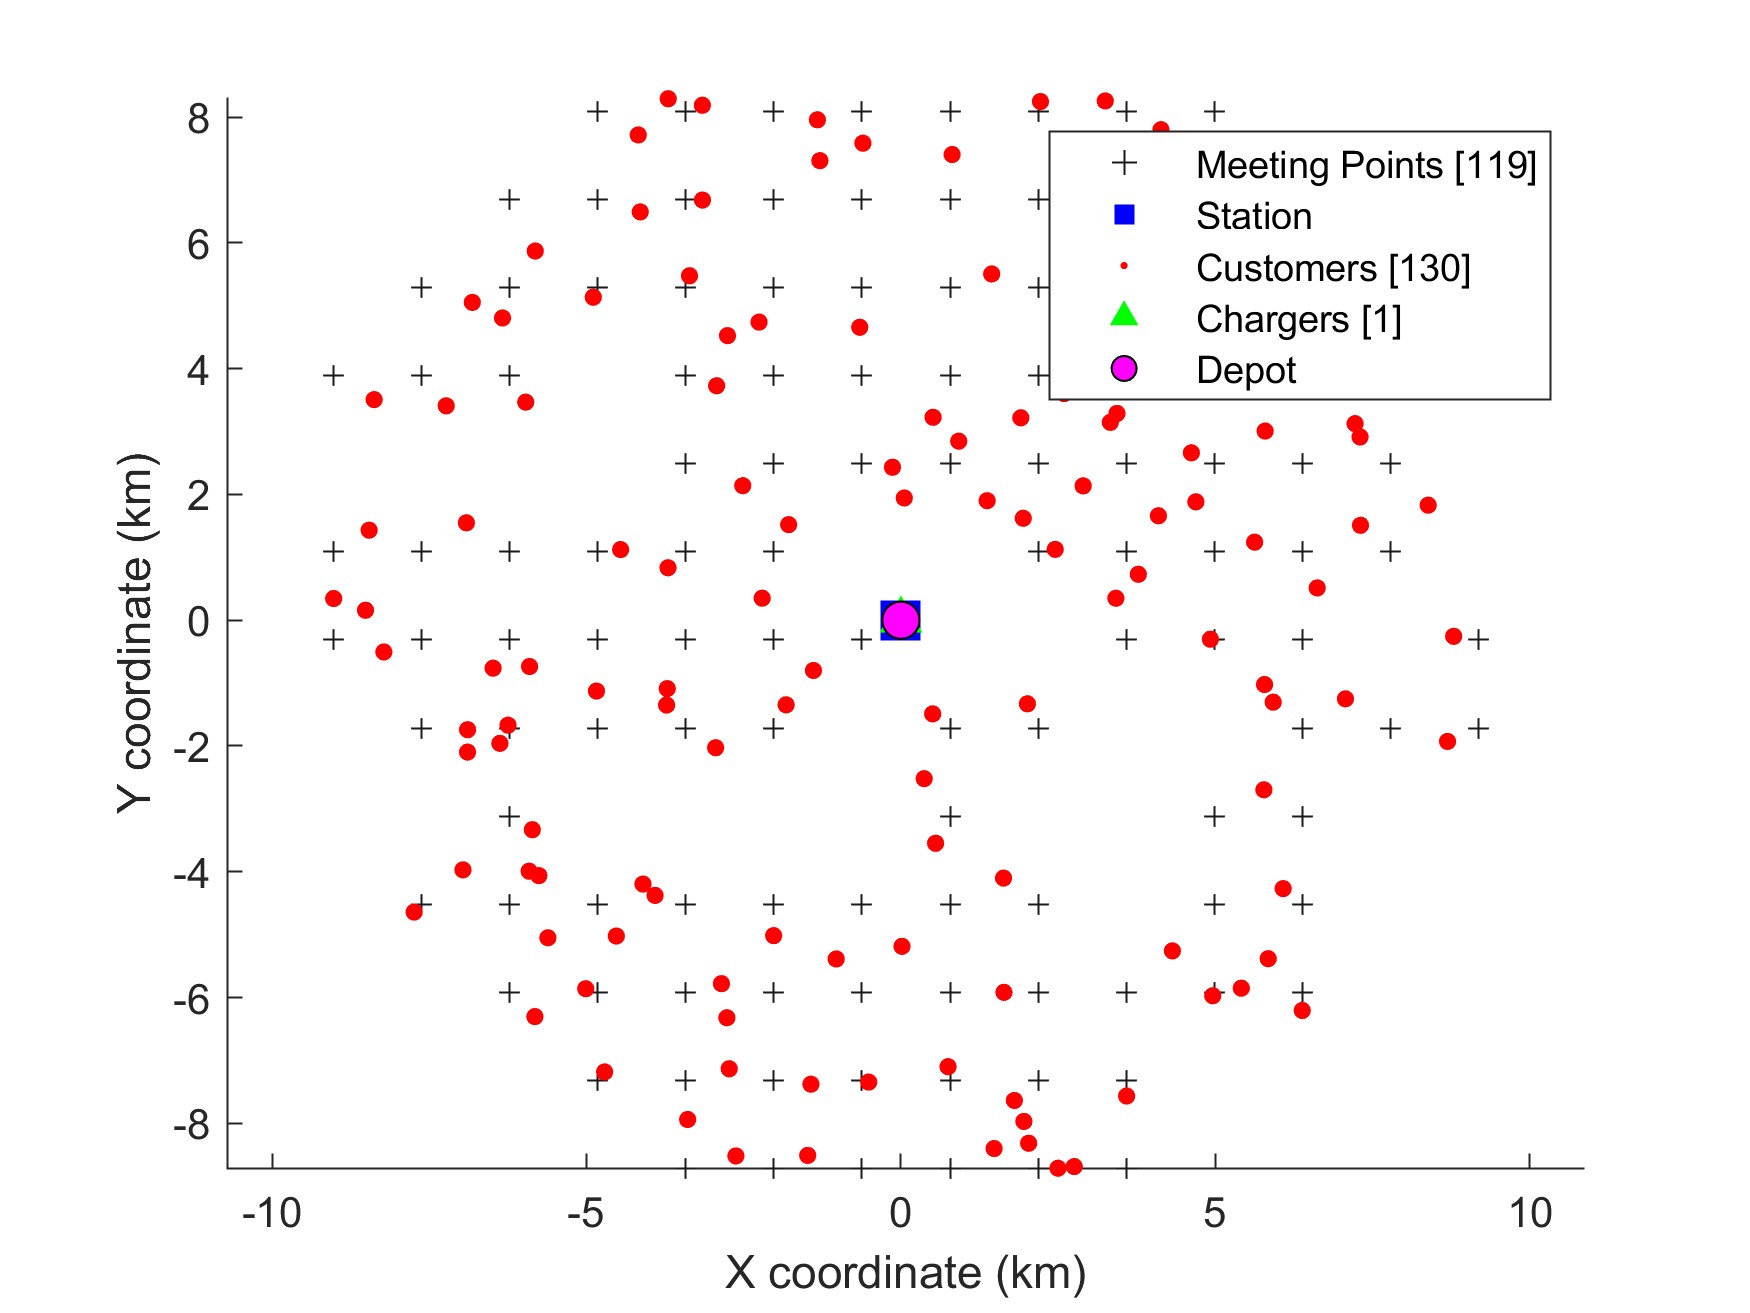 8
6
4
2
0
-2
-4
-6
-8
Y coordinate (km)
Meeting Points [119]
Station
Customers [130]
Chargers [1]
Depot
-10 -5 0 5 10
X coordinate (km)